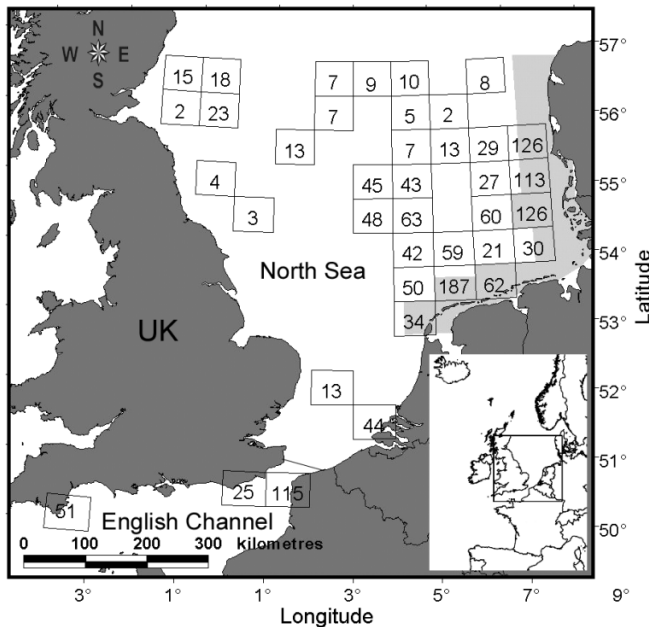 N
W E
S
57°
15 18 7 9 10 8
2 23 7 5 2
56°
13 7 13 29 126
4 45 43 27 113
55°
3 48 63 60 126
North Sea 42 59 21 30
54°
50 187 62
UK 34
53°
Latitude
13
52°
44
51°
25 115
51
English Channel
50°
0 100 200 300 kilometres
3° 1° 1° 3° 5° 7° 9°
Longitude